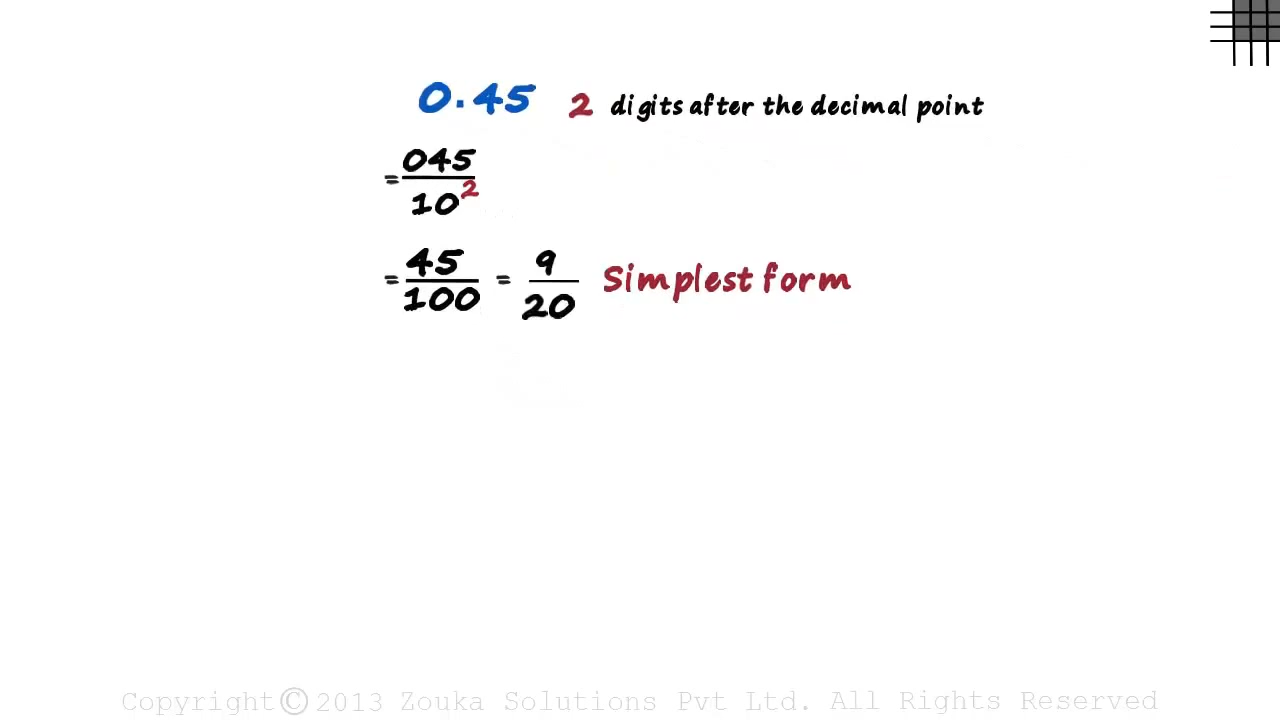 0.45 2 digits after the decimal point
= 045/10²
= 45/100 = 9/20 Simplest form
Copyright© 2013 Zouka Solutions Pvt Ltd. All Rights Reserved